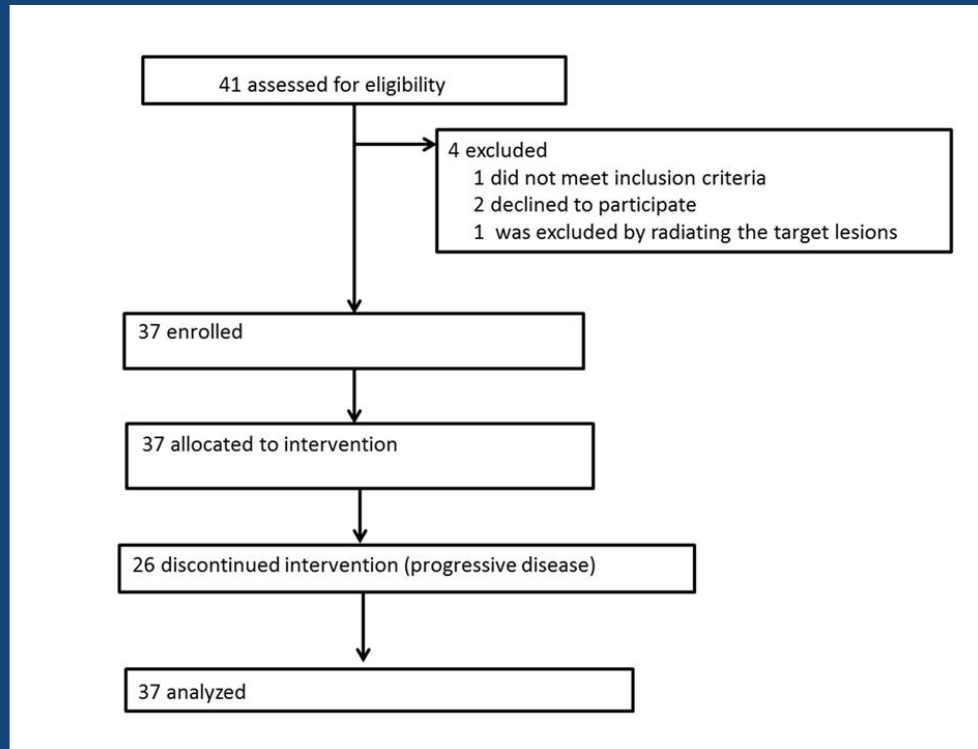 41 assessed for eligibility
4 excluded
1 did not meet inclusion criteria
2 declined to participate
1 was excluded by radiating the target lesions
37 enrolled
37 allocated to intervention
26 discontinued intervention (progressive disease)
37 analyzed